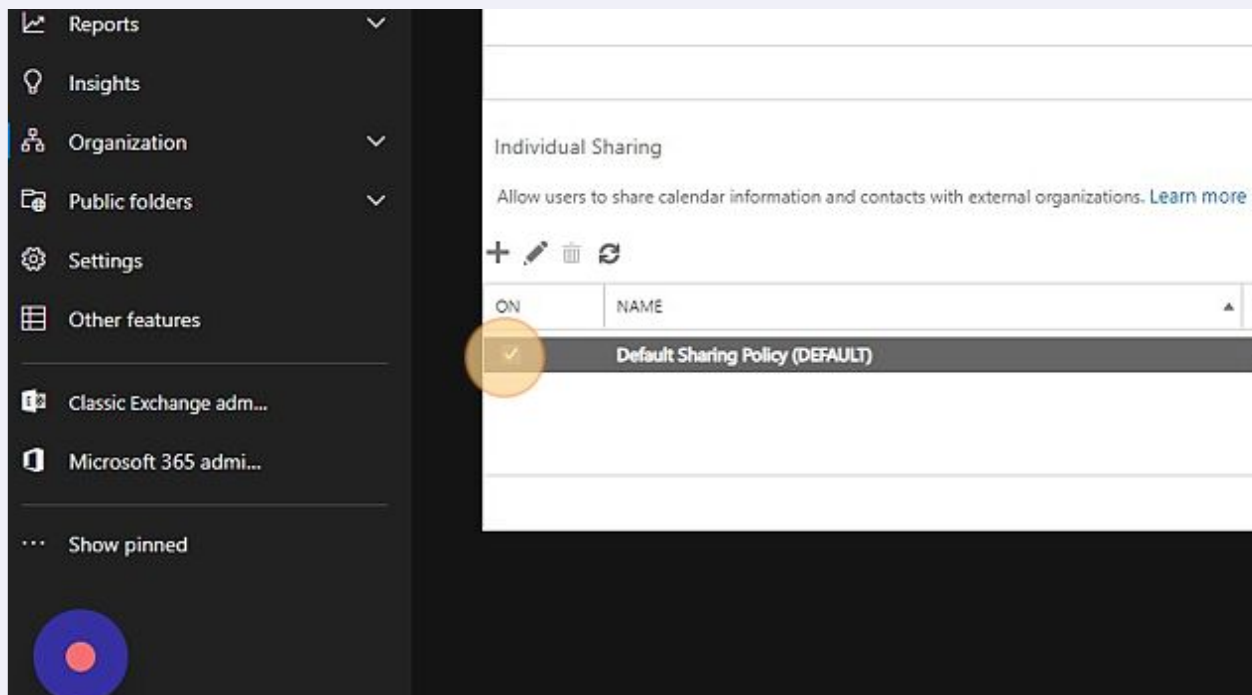 Reports
Insights
Organization
Public folders
Settings
Other features
Classic Exchange adm...
Microsoft 365 admi...
Show pinned
Individual Sharing
Allow users to share calendar information and contacts with external organizations. Learn more
ON NAME
Default Sharing Policy (DEFAULT)